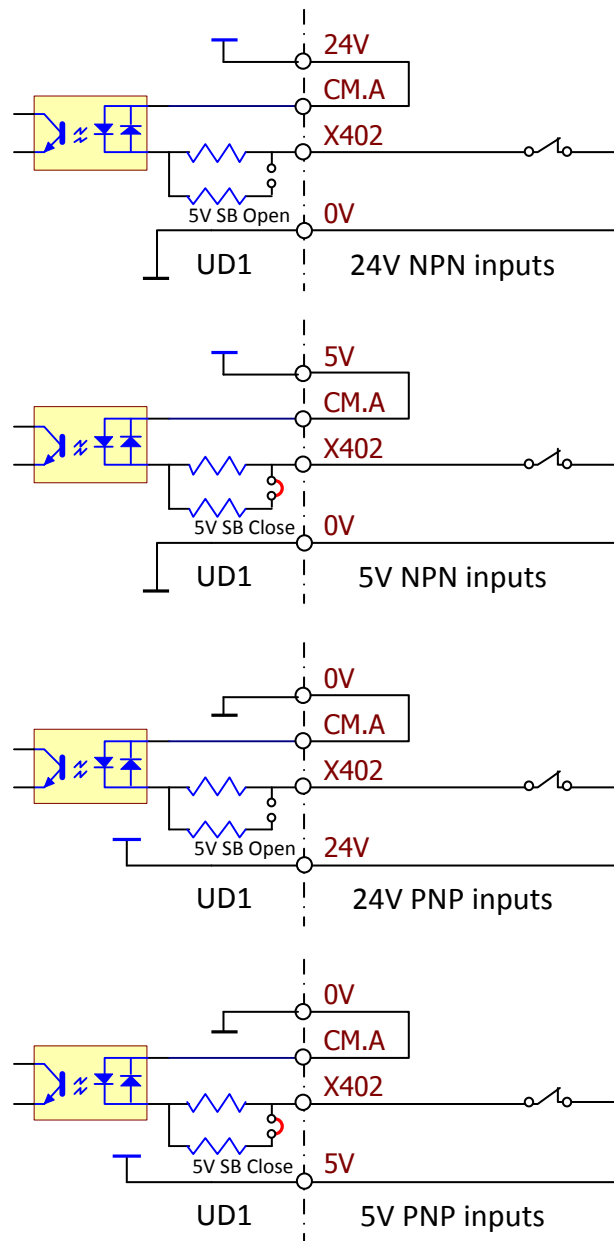 24V
CM.A
X402
5V SB Open
0V
UD1
24V NPN inputs
5V
CM.A
X402
5V SB Close
0V
UD1
5V NPN inputs
0V
CM.A
X402
5V SB Open
24V
UD1
24V PNP inputs
0V
CM.A
X402
5V SB Close
5V
UD1
5V PNP inputs